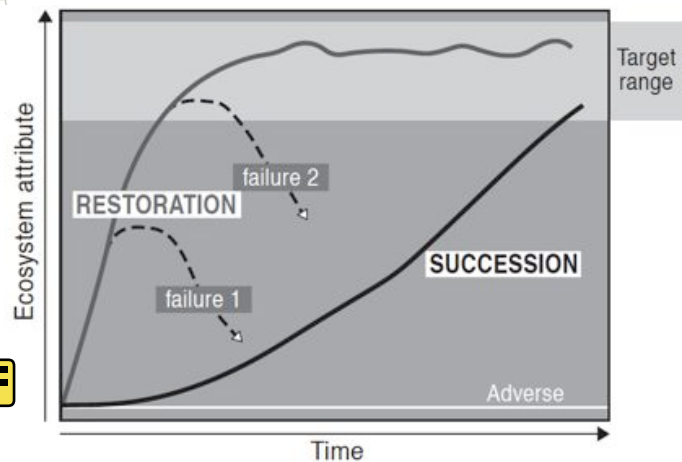 Ecosystem attribute
Target
range
failure 2
RESTORATION
SUCCESSION
failure 1
Adverse
Time